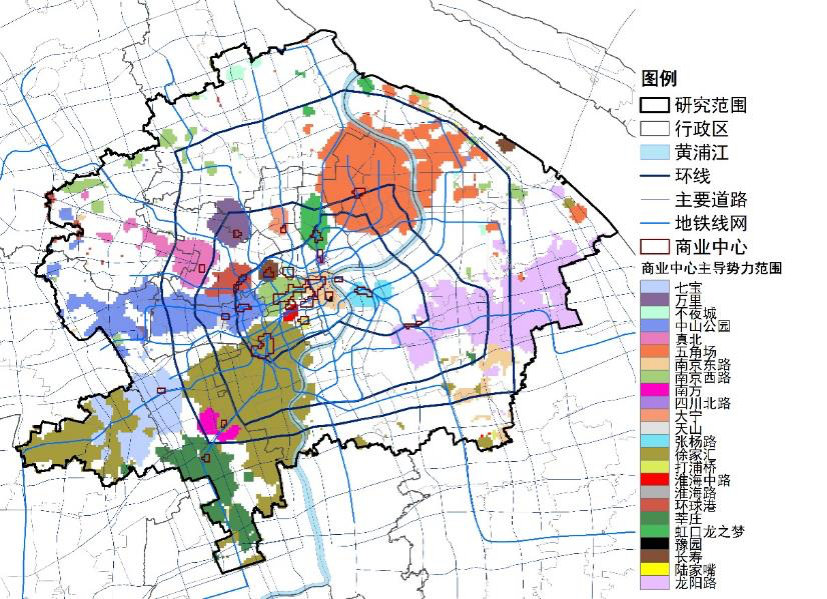 图例
研究范围
行政区
黄浦江
环线
主要道路
地铁线网
商业中心
商业中心主导势力范围
七宝
万里
不夜城
中山公园
真北
五角场
南京东路
南京西路
南方
四川北路
大宁
天山
张杨路
徐家汇
打浦桥
淮海中路
淮海路
环球港
莘庄
虹口龙之梦
豫园
长寿
陆家嘴
龙阳路